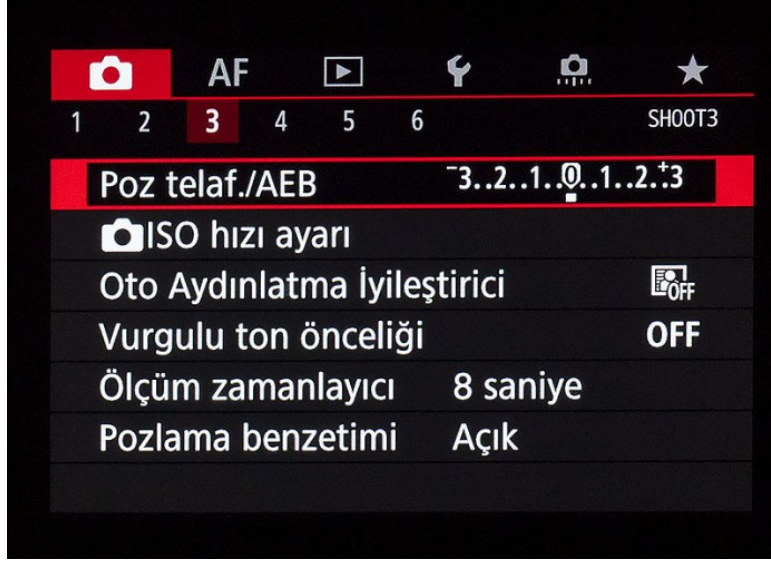 AF
1 2 3 4 5 6 SHOOT3
Poz telaf./AEB -3..2..1..0..1..2..+3
ISO hızı ayarı
Oto Aydınlatma İyileştirici OFF
Vurgulu ton önceliği OFF
Ölçüm zamanlayıcı 8 saniye
Pozlama benzetimi Açık